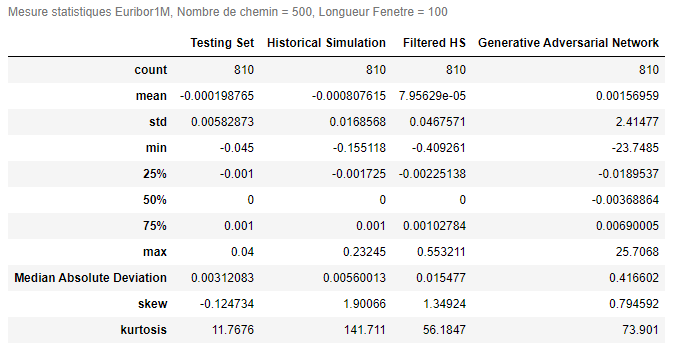 Mesure statistiques Euribor1M, Nombre de chemin = 500, Longueur Fenetre = 100
Testing Set Historical Simulation Filtered HS Generative Adversarial Network
count 810 810 810 810
mean -0.000198765 -0.000807615 7.95629e-05 0.00156959
std 0.00582873 0.0168568 0.0467571 2.41477
min -0.045 -0.155118 -0.409261 -23.7485
25% -0.001 -0.001725 -0.00225138 -0.0189537
50% 0 0 0 -0.00368864
75% 0.001 0.001 0.00102784 0.00690005
max 0.04 0.23245 0.553211 25.7068
Median Absolute Deviation 0.00312083 0.00560013 0.015477 0.416602
skew -0.124734 1.90066 1.34924 0.794592
kurtosis 11.7676 141.711 56.1847 73.901